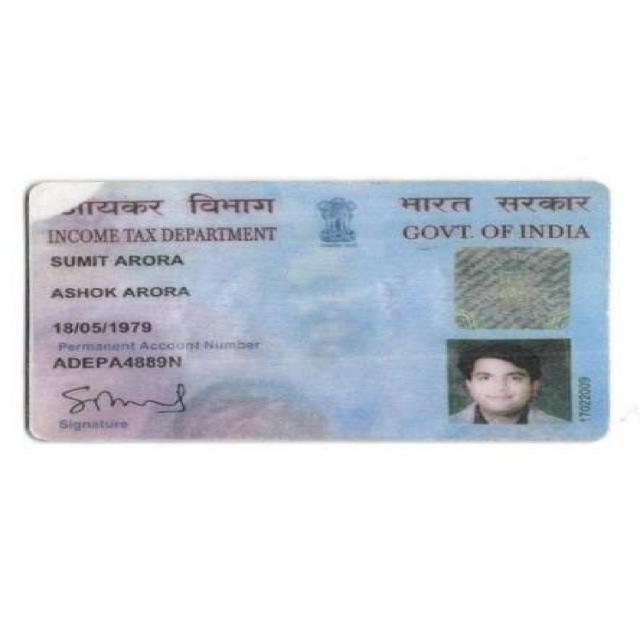 आयकर विभाग
INCOME TAX DEPARTMENT
भारत सरकार
GOVT. OF INDIA
SUMIT ARORA
ASHOK ARORA
18/05/1979
Permanent Account Number
ADEPA4889N
Signature
17022009